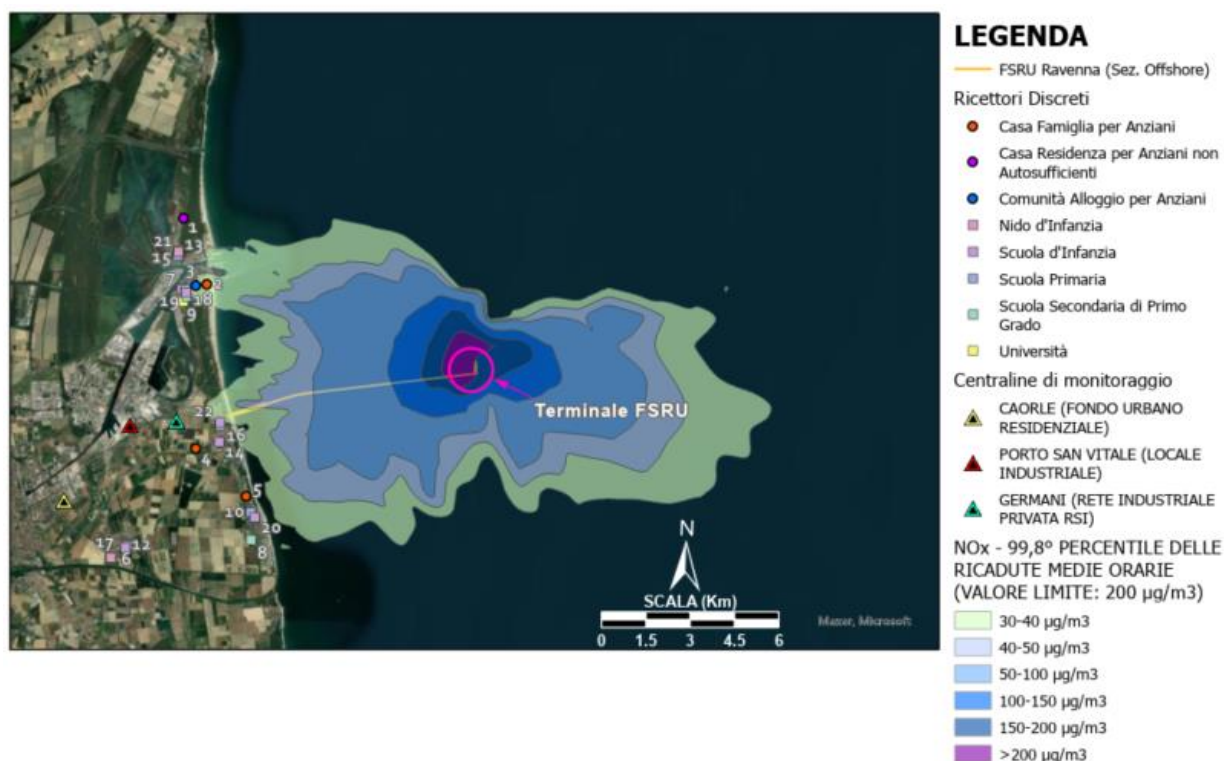 1
21
13
15
3
7
2
19
18
9
22
16
14
4
5
10
20
8
17
12
6
Terminale FSRU
N
SCALA (Km)
0 1.5 3 4.5 6
Maxar, Microsoft
LEGENDA
FSRU Ravenna (Sez. Offshore)
Ricettori Discreti
Casa Famiglia per Anziani
Casa Residenza per Anziani non
Autosufficienti
Comunità Alloggio per Anziani
Nido d'Infanzia
Scuola d'Infanzia
Scuola Primaria
Scuola Secondaria di Primo
Grado
Università
Centraline di monitoraggio
CAORLE (FONDO URBANO
RESIDENZIALE)
PORTO SAN VITALE (LOCALE
INDUSTRIALE)
GERMANI (RETE INDUSTRIALE
PRIVATA RSI)
NOx - 99,8º PERCENTILE DELLE
RICADUTE MEDIE ORARIE
(VALORE LIMITE: 200 µg/m3)
30-40 µg/m3
40-50 µg/m3
50-100 µg/m3
100-150 µg/m3
150-200 µg/m3
>200 µg/m3